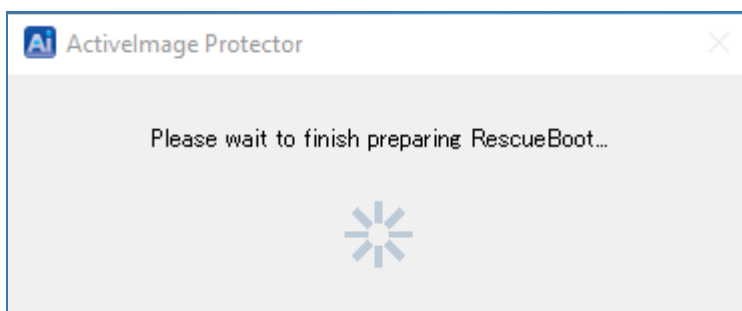 Ai ActiveImage Protector
Please wait to finish preparing RescueBoot...